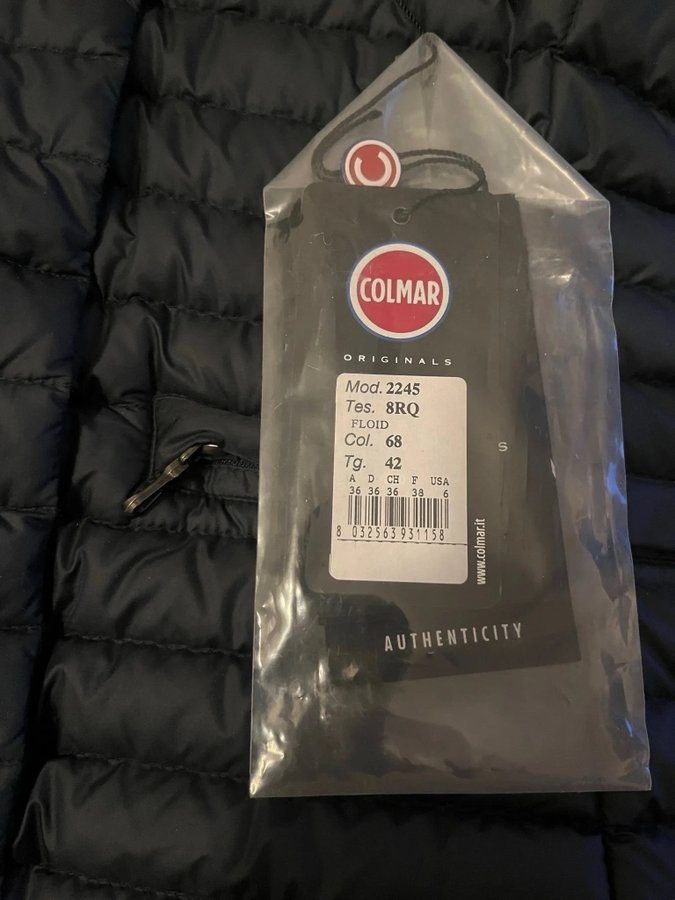 COLMAR
ORIGINALS
Mod. 2245
Tes. 8RQ
FLOID
Col. 68
Tg. 42
A D CH F USA
36 36 36 38 6
8 032563 931158
S
www.colmar.it
AUTHENTICITY